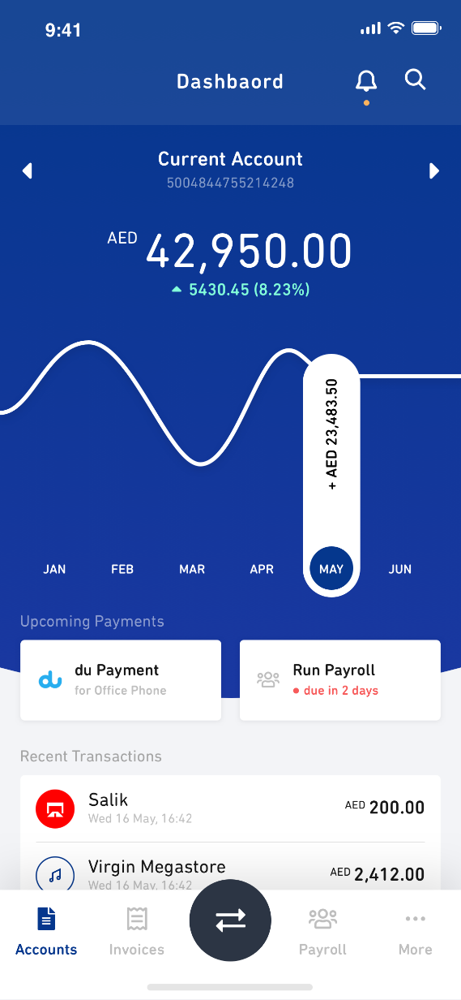 9:41
Dashbaord
Current Account
5004844755214248
AED 42,950.00
5430.45 (8.23%)
+ AED 23,483.50
JAN FEB MAR APR MAY JUN
Upcoming Payments
du du Payment
for Office Phone
Run Payroll
due in 2 days
Recent Transactions
Salik
Wed 16 May, 16:42
AED 200.00
Virgin Megastore
Wed 16 May, 16:42
AED 2,412.00
Accounts Invoices Payroll More